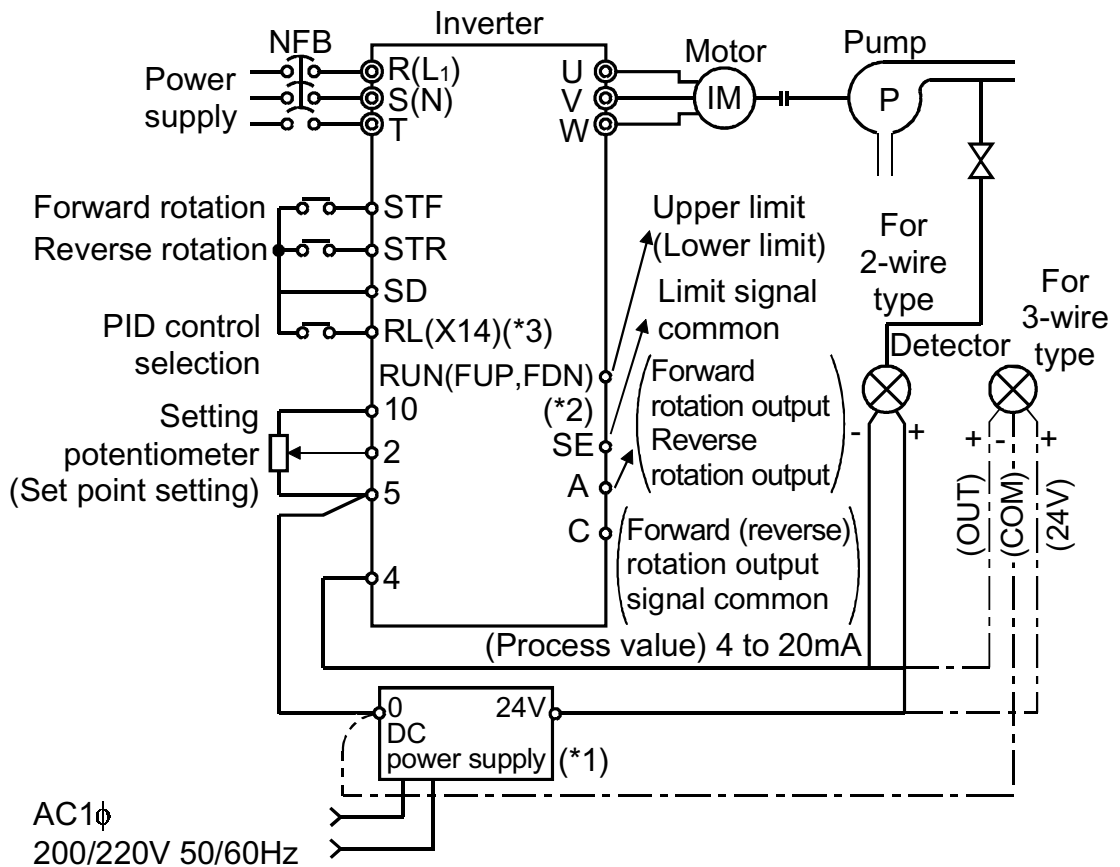 Inverter
NFB
Power
supply
R(L1)
S(N)
T
U
V
W
Motor
IM
Pump
P
Forward rotation
Reverse rotation
STF
STR
SD
PID control
selection
RL(X14)(*3)
RUN(FUP,FDN)
(*2)
SE
A
C
Setting
potentiometer
(Set point setting)
10
2
5
4
Upper limit
(Lower limit)
Limit signal
common
(Forward
rotation output
Reverse
rotation output)
(Forward (reverse)
rotation output
signal common)
For
2-wire
type
For
3-wire
type
Detector
- +
+ - +
(OUT)
(COM)
(24V)
(Process value) 4 to 20mA
0 24V
DC
power supply
(*1)
AC1ϕ
200/220V 50/60Hz